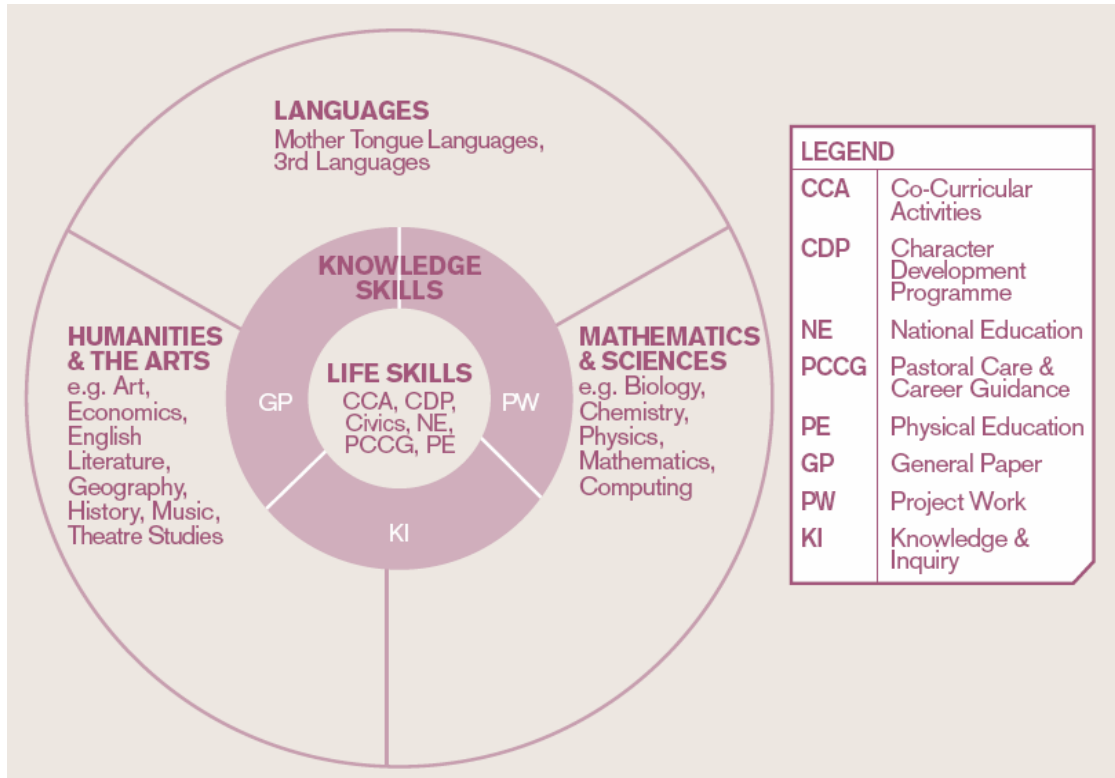 LANGUAGES
Mother Tongue Languages,
3rd Languages
KNOWLEDGE
SKILLS
HUMANITIES
& THE ARTS
e.g. Art,
Economics,
English
Literature,
Geography,
History, Music,
Theatre Studies
GP
LIFE SKILLS
CCA, CDP,
Civics, NE,
PCCG, PE
PW
KI
MATHEMATICS
& SCIENCES
e.g. Biology,
Chemistry,
Physics,
Mathematics,
Computing
LEGEND
CCA Co-Curricular
Activities
CDP Character
Development
Programme
NE National Education
PCCG Pastoral Care &
Career Guidance
PE Physical Education
GP General Paper
PW Project Work
KI Knowledge &
Inquiry